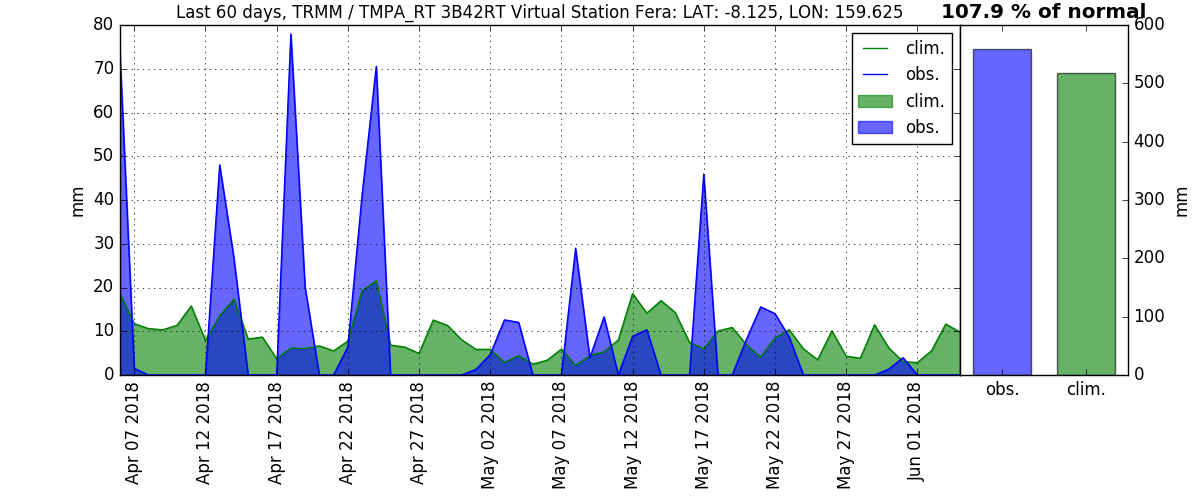 Last 60 days, TRMM / TMPA_RT 3B42RT Virtual Station Fera: LAT: -8.125, LON: 159.625
107.9 % of normal
80
70
60
50
40
30
20
10
0
mm
clim.
obs.
clim.
obs.
600
500
400
300
200
100
0
mm
obs.
clim.
Apr 07 2018
Apr 12 2018
Apr 17 2018
Apr 22 2018
Apr 27 2018
May 02 2018
May 07 2018
May 12 2018
May 17 2018
May 22 2018
May 27 2018
Jun 01 2018